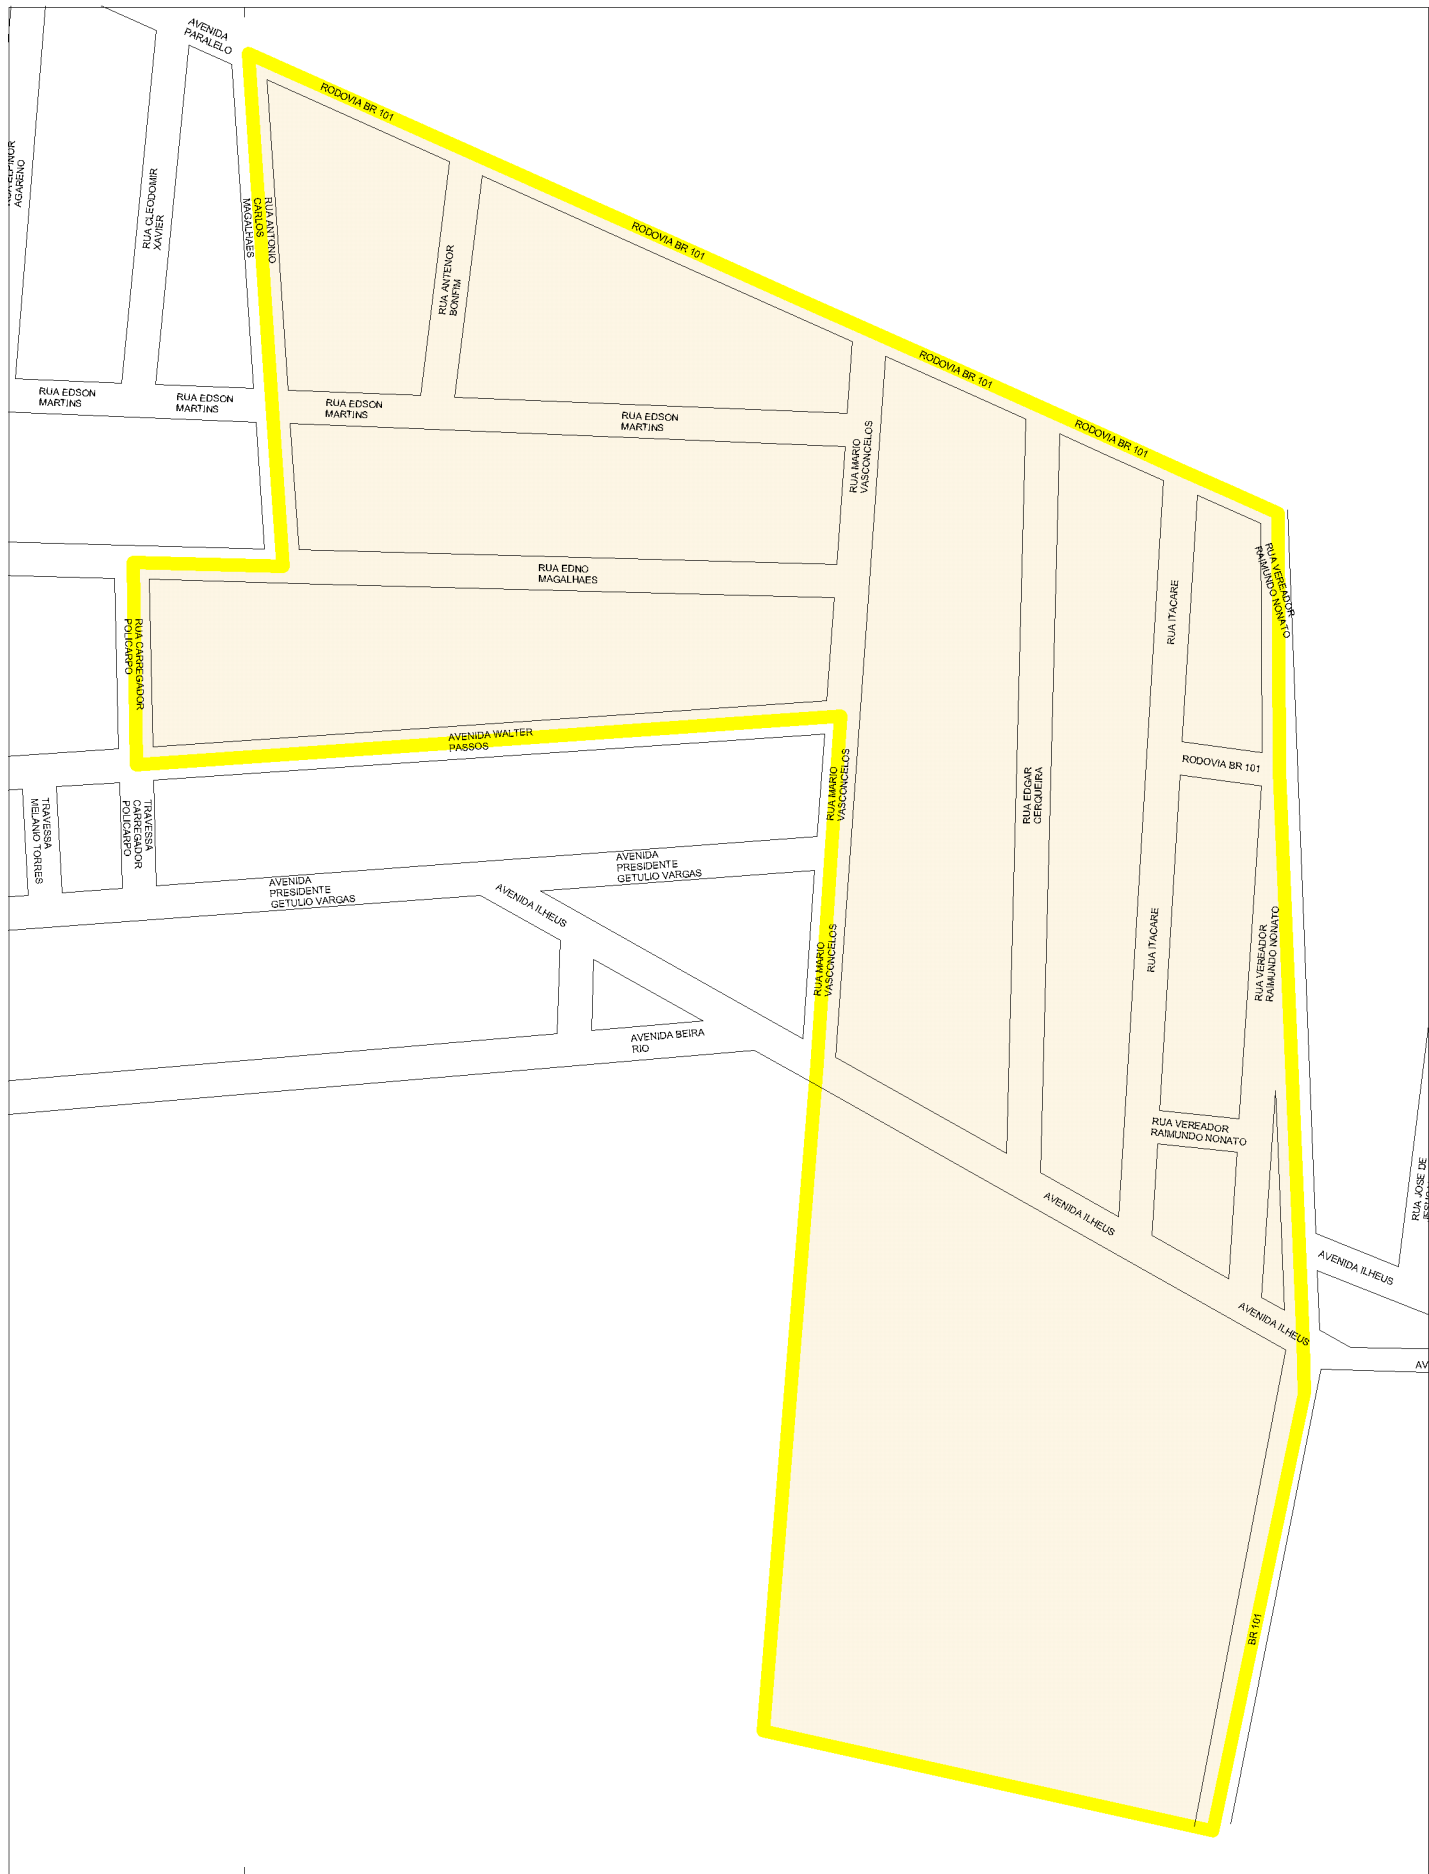 AVENIDA
PARALELO
RODOVIA BR 101
AGARENO
RUA CLEODOMIR
XAVIER
RUA ANTONIO
CARLOS
MAGALHAES
RUA ANTENOR
BONFIM
RODOVIA BR 101
RODOVIA BR 101
RODOVIA BR 101
RUA EDSON
MARTINS
RUA EDSON
MARTINS
RUA EDSON
MARTINS
RUA EDSON
MARTINS
RUA MARIO
VASCONCELOS
RUA EDNO
MAGALHAES
RUA VEREADOR
RAIMUNDO NONATO
RUA ITACARE
RUA CARREGADOR
POLICARPO
AVENIDA WALTER
PASSOS
RUA MARIO
VASCONCELOS
RUA EDGAR
CERQUEIRA
RODOVIA BR 101
TRAVESSA
MELANIO TORRES
TRAVESSA
CARREGADOR
POLICARPO
AVENIDA
PRESIDENTE
GETULIO VARGAS
AVENIDA
PRESIDENTE
GETULIO VARGAS
AVENIDA ILHEUS
RUA MARIO
VASCONCELOS
RUA ITACARE
RUA VEREADOR
RAIMUNDO NONATO
AVENIDA BEIRA
RIO
RUA VEREADOR
RAIMUNDO NONATO
RUA JOSE DE
AVENIDA ILHEUS
AVENIDA ILHEUS
AVENIDA ILHEUS
AV
BR 101